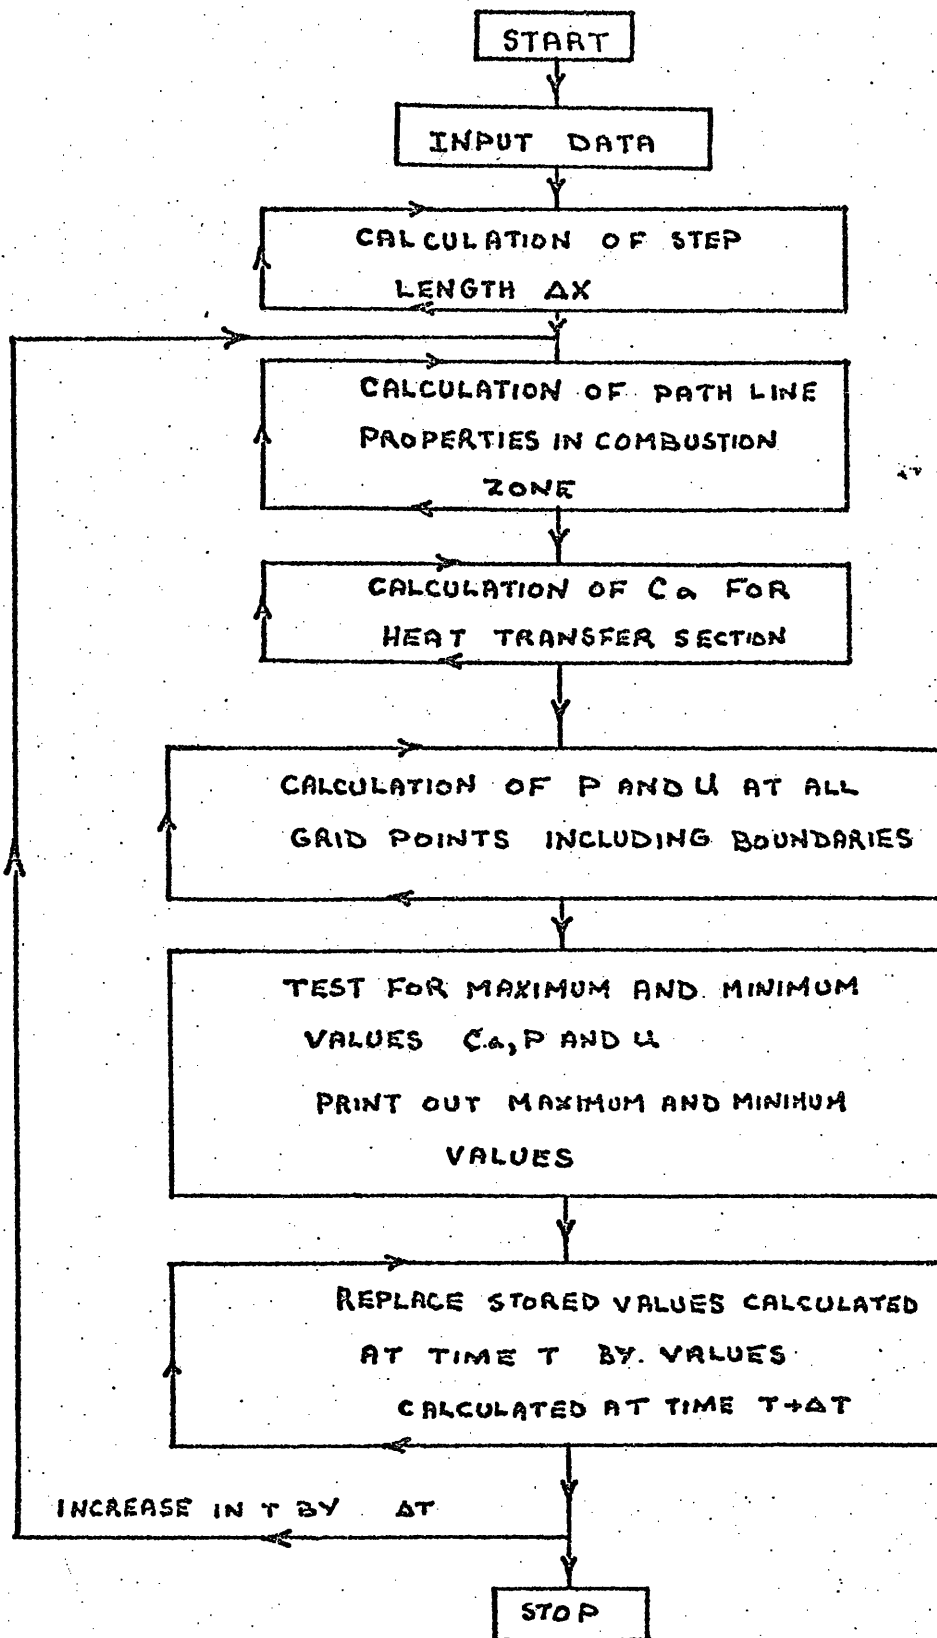 START
INPUT DATA
CALCULATION OF STEP
LENGTH ΔX
CALCULATION OF PATH LINE
PROPERTIES IN COMBUSTION
ZONE
CALCULATION OF Ca FOR
HEAT TRANSFER SECTION
CALCULATION OF P AND U AT ALL
GRID POINTS INCLUDING BOUNDARIES
TEST FOR MAXIMUM AND MINIMUM
VALUES Ca, P AND U
PRINT OUT MAXIMUM AND MINIMUM
VALUES
REPLACE STORED VALUES CALCULATED
AT TIME T BY VALUES
CALCULATED AT TIME T+ΔT
INCREASE IN T BY ΔT
STOP